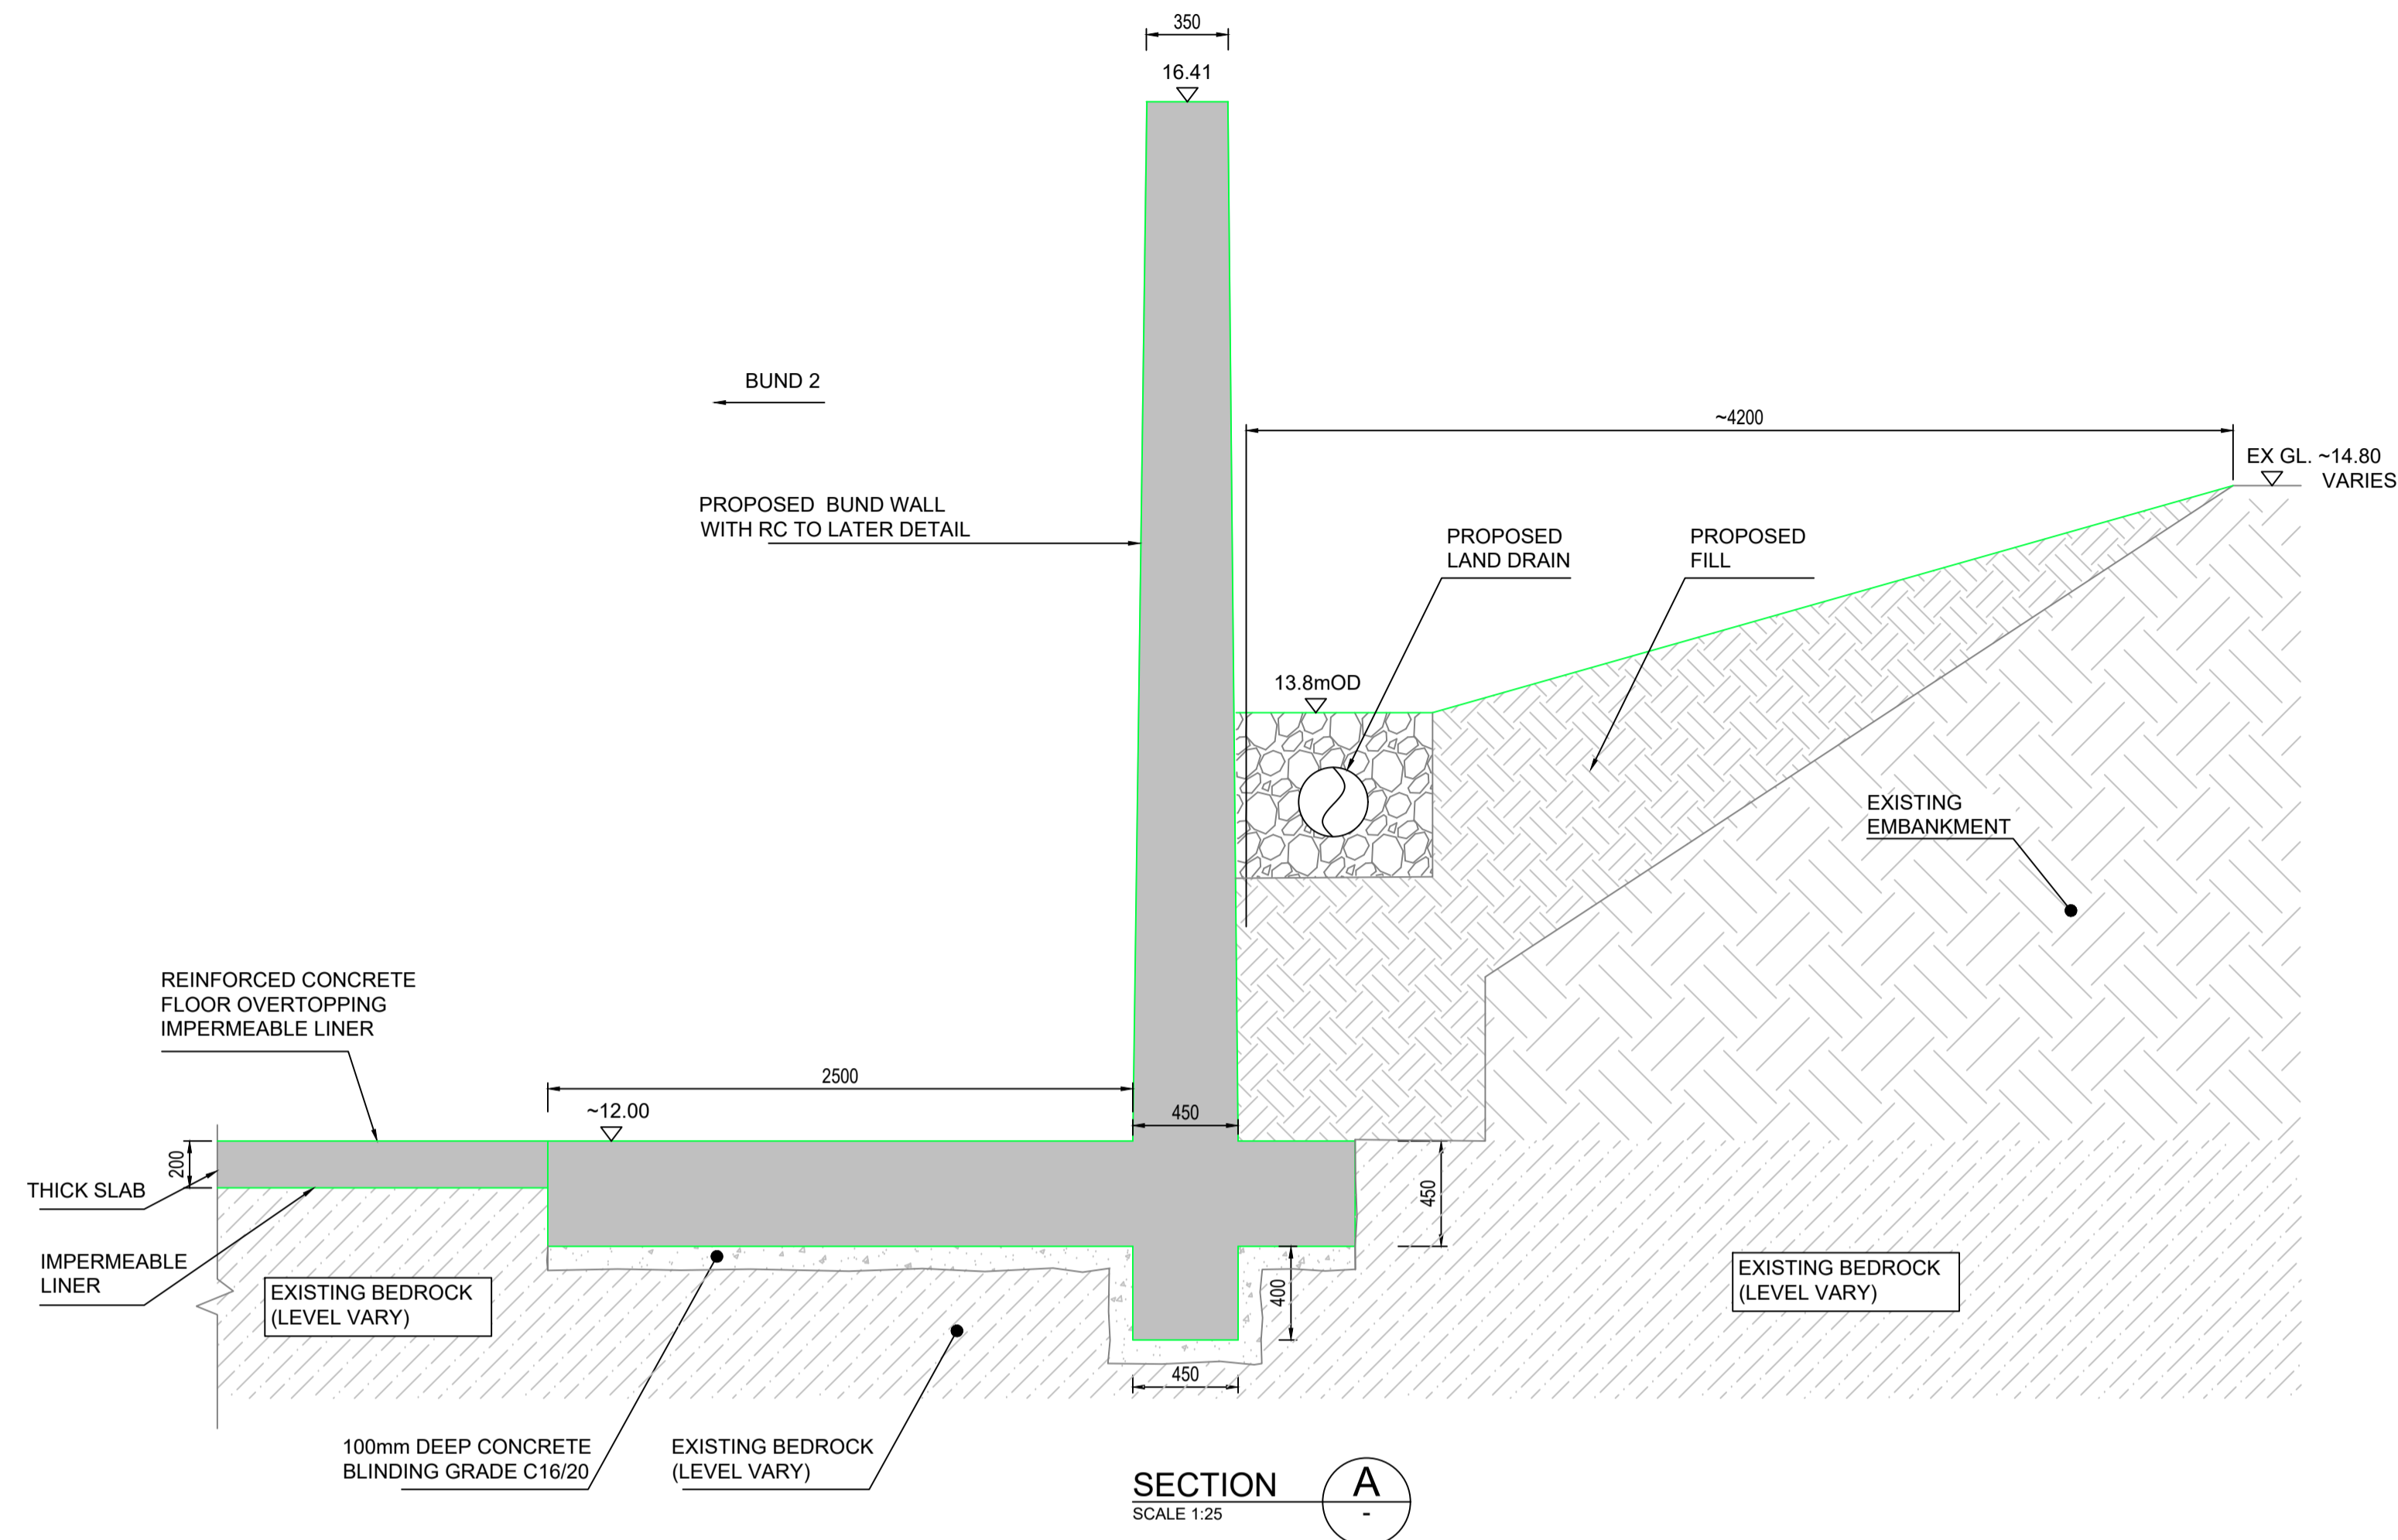 350
16.41
BUND 2
~4200
EX GL. ~14.80
VARIES
PROPOSED BUND WALL
WITH RC TO LATER DETAIL
PROPOSED
LAND DRAIN
PROPOSED
FILL
13.8mOD
EXISTING
EMBANKMENT
REINFORCED CONCRETE
FLOOR OVERTOPPING
IMPERMEABLE LINER
2500
~12.00
450
200
THICK SLAB
450
IMPERMEABLE
LINER
EXISTING BEDROCK
(LEVEL VARY)
400
EXISTING BEDROCK
(LEVEL VARY)
450
100mm DEEP CONCRETE
BLINDING GRADE C16/20
EXISTING BEDROCK
(LEVEL VARY)
SECTION
SCALE 1:25
A
-